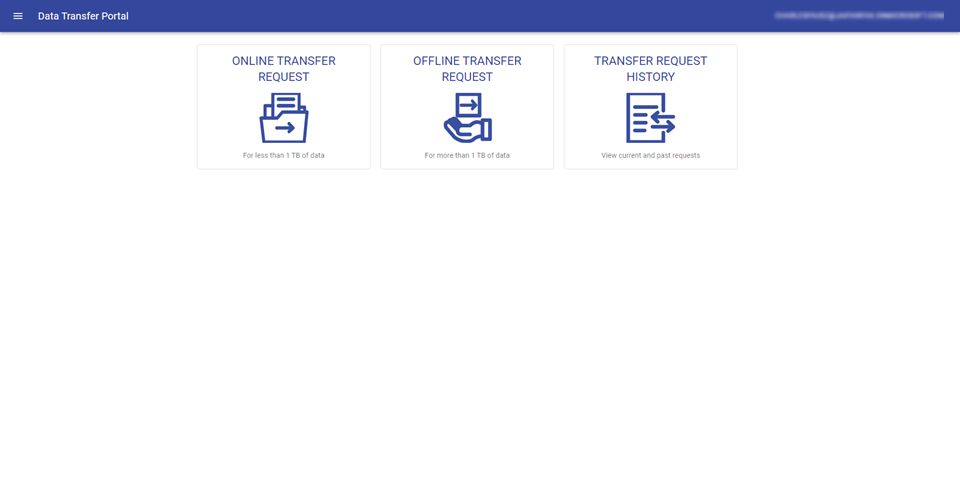 Data Transfer Portal
ONLINE TRANSFER
REQUEST
For less than 1 TB of data
OFFLINE TRANSFER
REQUEST
For more than 1 TB of data
TRANSFER REQUEST
HISTORY
View current and past requests